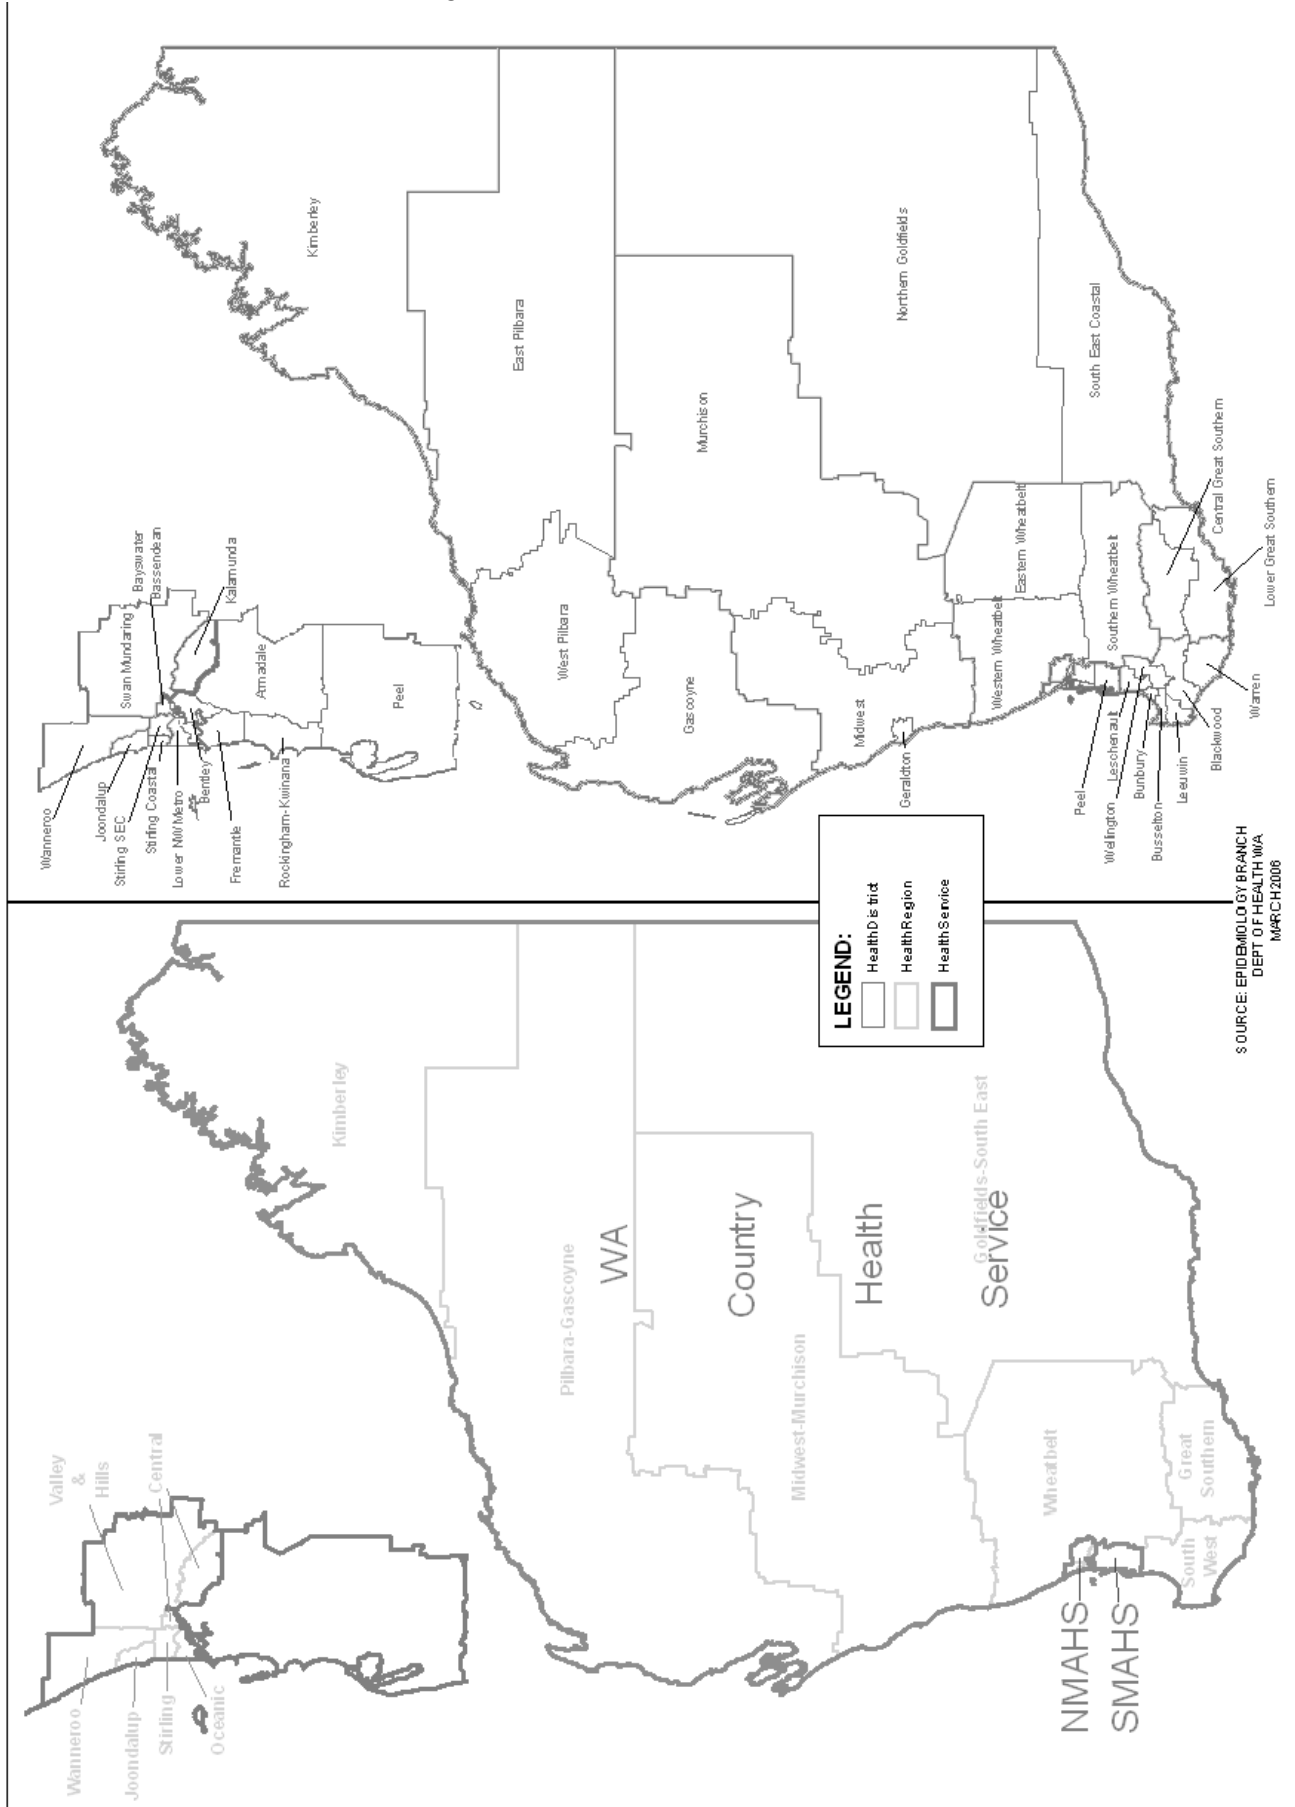 Wanneroo
Joondalup
Stirling SEC
Stirling Coastal
Lower NW Metro
Bentley
Fremantle
Rockingham-Kwinana
Swan Mundaring
Bayswater
Bassendean
Kalamunda
Armadale
Peel
Kimberley
East Pilbara
West Pilbara
Gascoyne
Murchison
Midwest
Geraldton
Northern Goldfields
South East Coastal
Western Wheatbelt
Eastern Wheatbelt
Southern Wheatbelt
Central Great Southern
Lower Great Southern
Peel
Leschenault
Wellington
Bunbury
Busselton
Leeuwin
Blackwood
Warren
Wanneroo
Joondalup
Stirling
Oceanic
Valley
&
Hills
Central
Kimberley
Pilbara-Gascoyne
Midwest-Murchison
Goldfields-South East
Wheatbelt
Great
Southern
South
West
WA
Country
Health
Service
NMAHS
SMAHS
LEGEND:
Health District
Health Region
Health Service
SOURCE: EPIDEMIOLOGY BRANCH
DEPT OF HEALTH WA
MARCH 2006